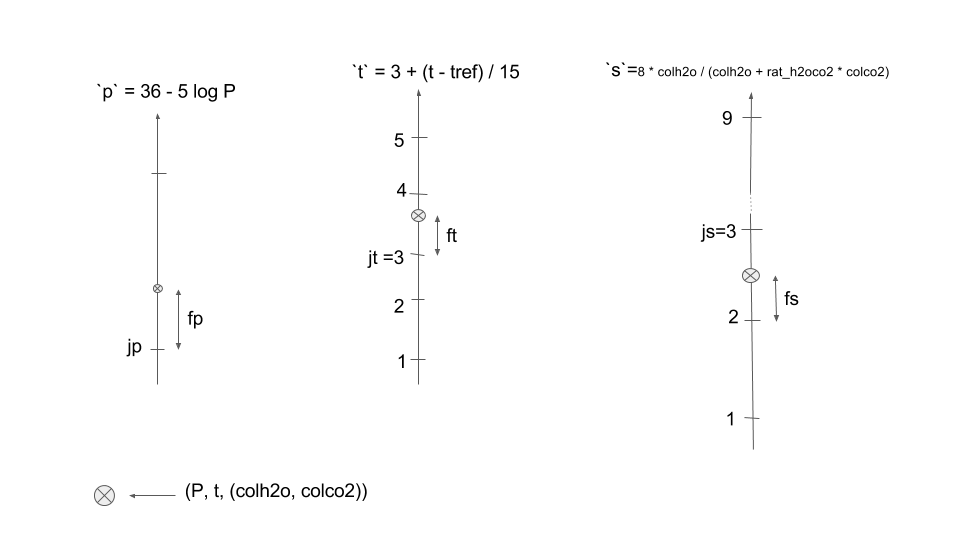 `p` = 36 - 5 log P
`t` = 3 + (t - tref) / 15
`s`=8 * colh2o / (colh2o + rat_h2oco2 * colco2)
fp
jp
5
4
ft
jt =3
2
1
9
js=3
fs
2
1
(P, t, (colh2o, colco2))